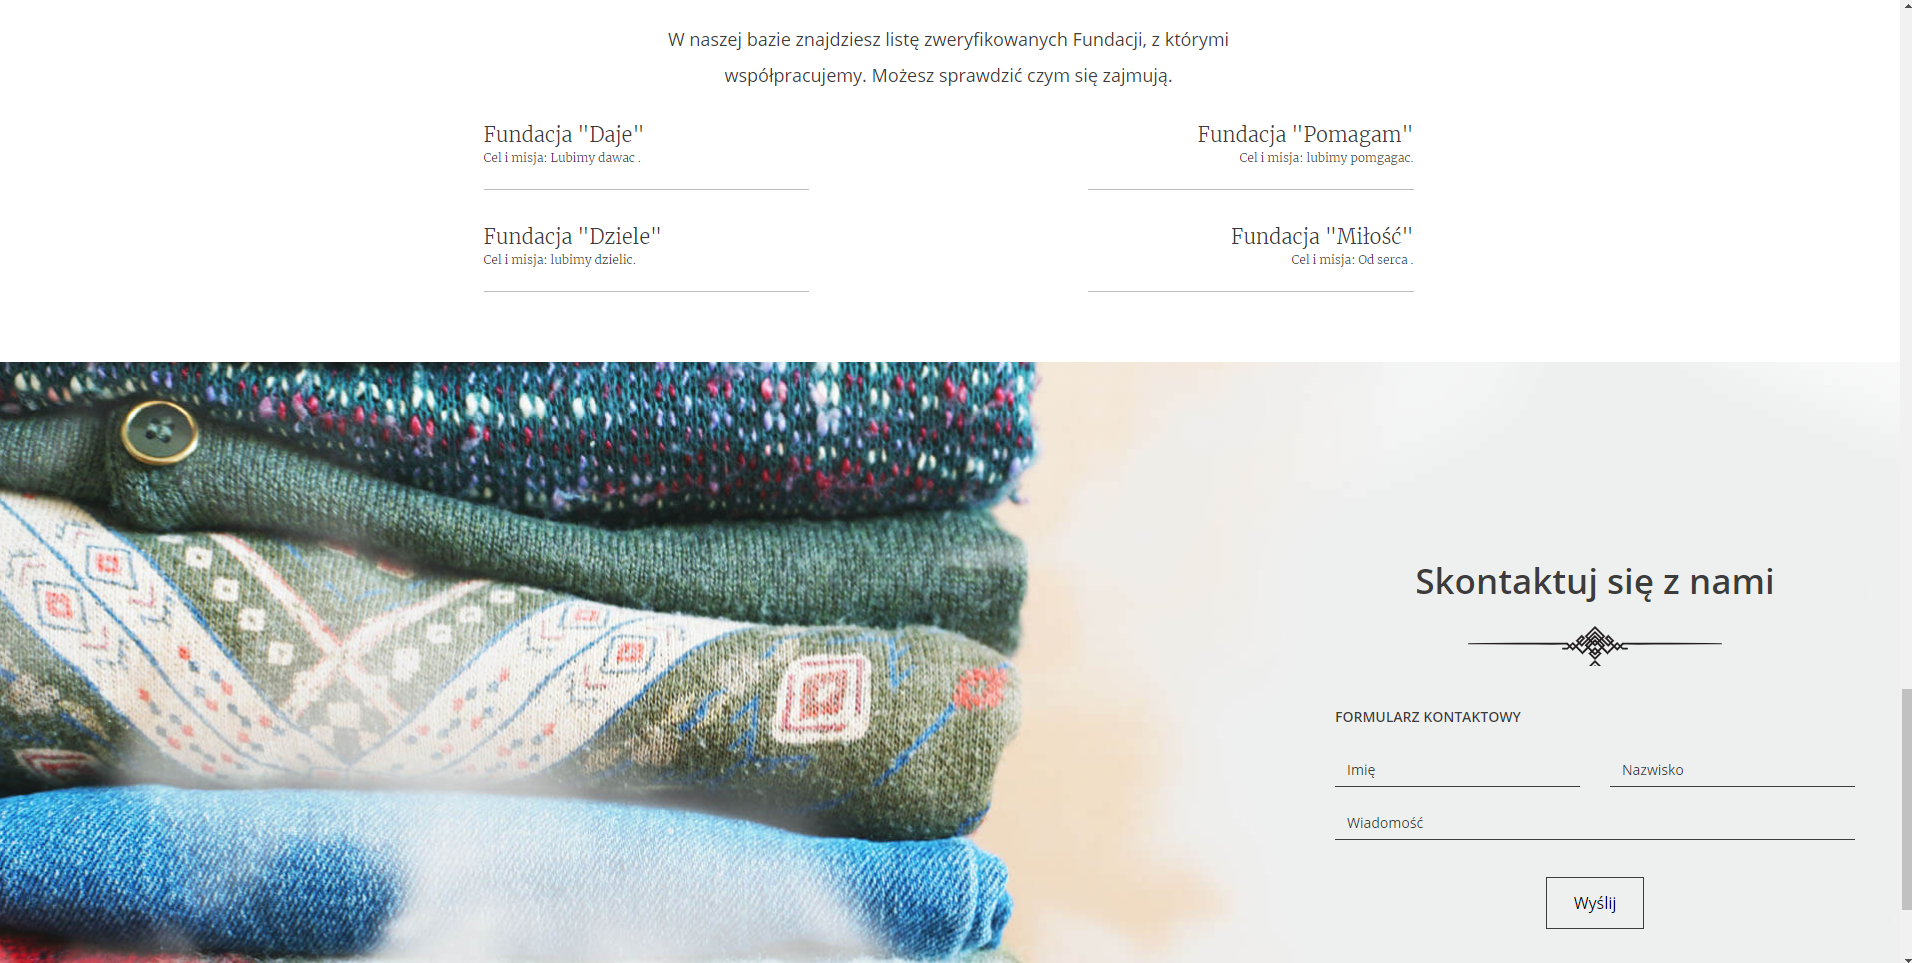 W naszej bazie znajdziesz listę zweryfikowanych Fundacji, z którymi
współpracujemy. Możesz sprawdzić czym się zajmują.
Fundacja "Daje"
Cel i misja: Lubimy dawac .
Fundacja "Pomagam"
Cel i misja: lubimy pomgagac.
Fundacja "Dziele"
Cel i misja: lubimy dzielic.
Fundacja "Miłość"
Cel i misja: Od serca .
Skontaktuj się z nami
FORMULARZ KONTAKTOWY
Imię
Nazwisko
Wiadomość
Wyślij